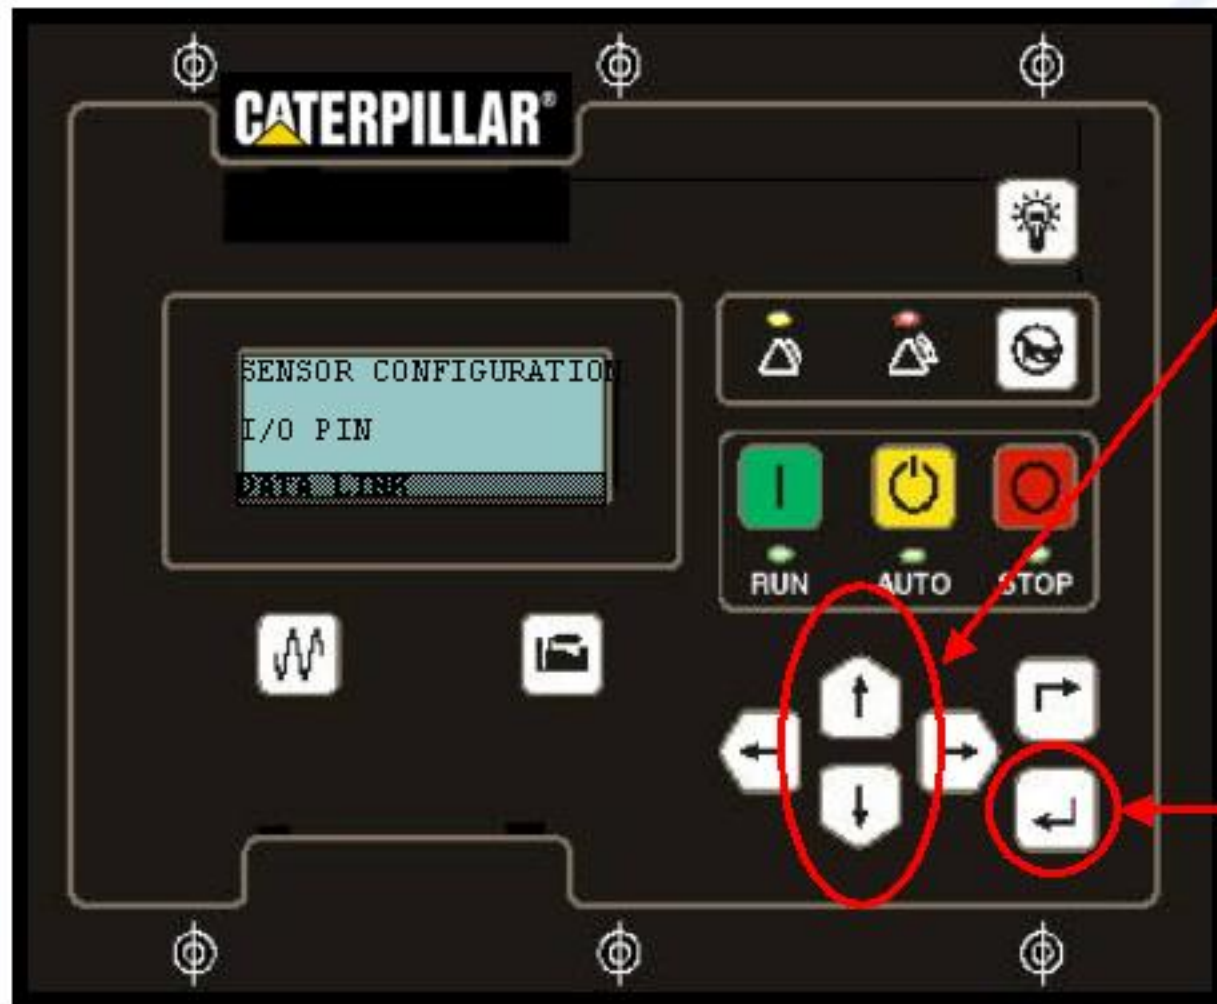 CATERPILLAR®
SENSOR CONFIGURATION
I/O PIN
DATA LINK
RUN AUTO STOP